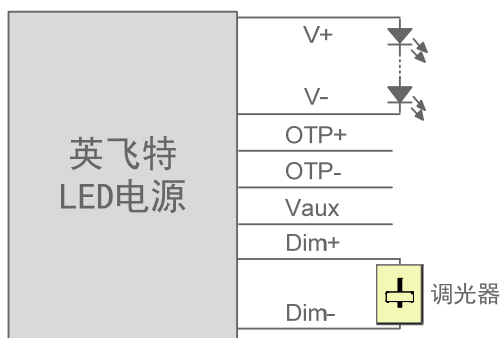 V+
V-
英飞特
LED电源
OTP+
OTP-
Vaux
Dim+
调光器
Dim-